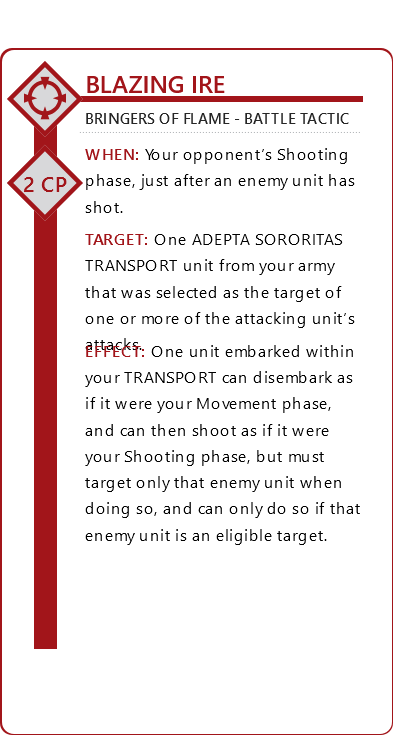 BLAZING IRE
BRINGERS OF FLAME - BATTLE TACTIC
WHEN: Your opponent's Shooting
phase, just after an enemy unit has
shot.
2 CP
TARGET: One ADEPTA SORORITAS
TRANSPORT unit from your army
that was selected as the target of
one or more of the attacking unit's
attacks.
EFFECT: One unit embarked within
your TRANSPORT can disembark as
if it were your Movement phase,
and can then shoot as if it were
your Shooting phase, but must
target only that enemy unit when
doing so, and can only do so if that
enemy unit is an eligible target.